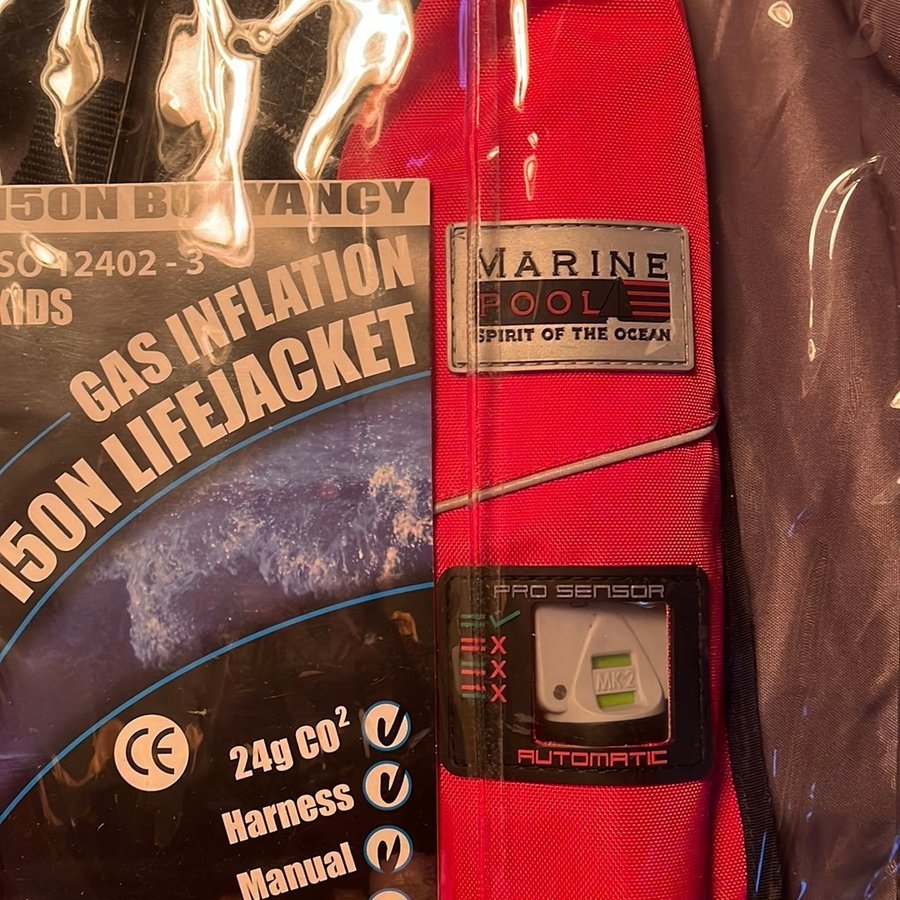 150N BUOYANCY
ISO 12402 - 3
KIDS
GAS INFLATION
150N LIFEJACKET
CE
24g CO²
Harness
Manual
MARINE
POOL
SPIRIT OF THE OCEAN
PRO SENSOR
MK-2
AUTOMATIC